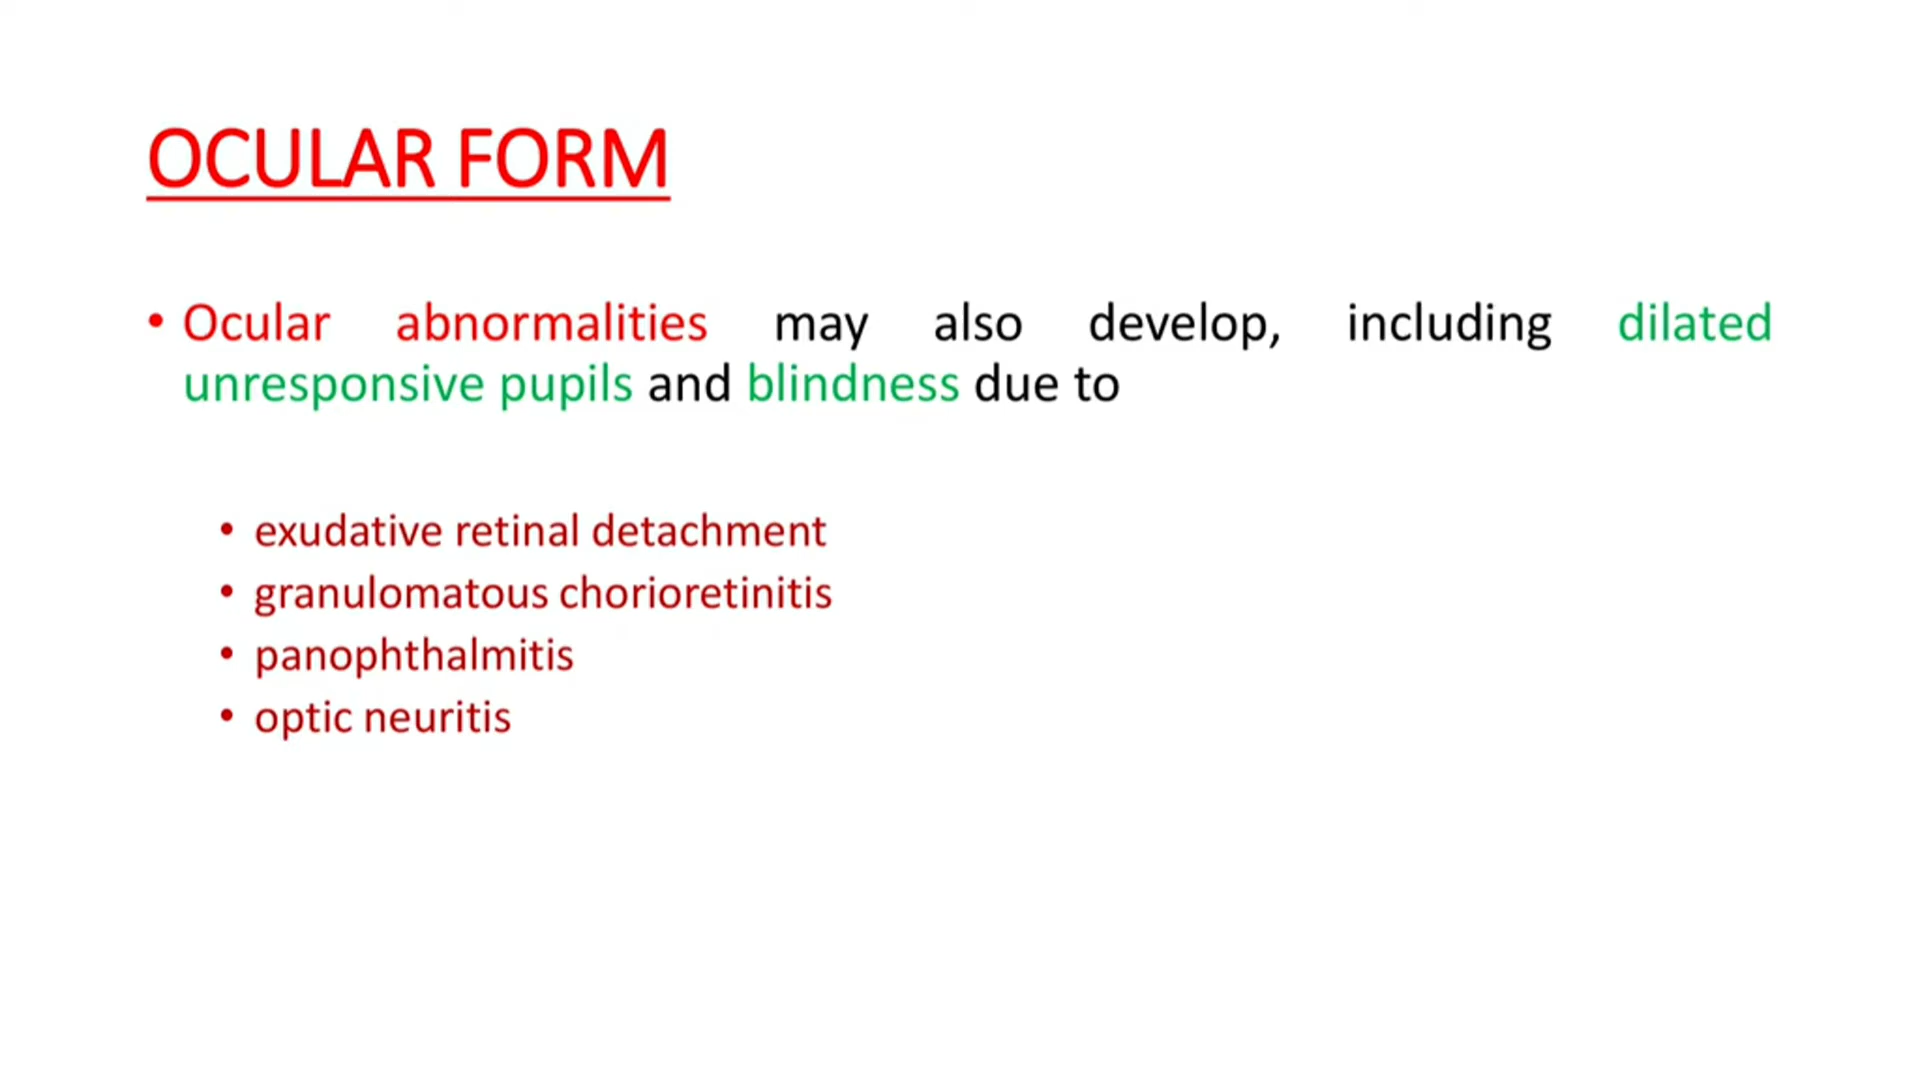 OCULAR FORM
• Ocular abnormalities may also develop, including dilated
unresponsive pupils and blindness due to
• exudative retinal detachment
• granulomatous chorioretinitis
• panophthalmitis
• optic neuritis